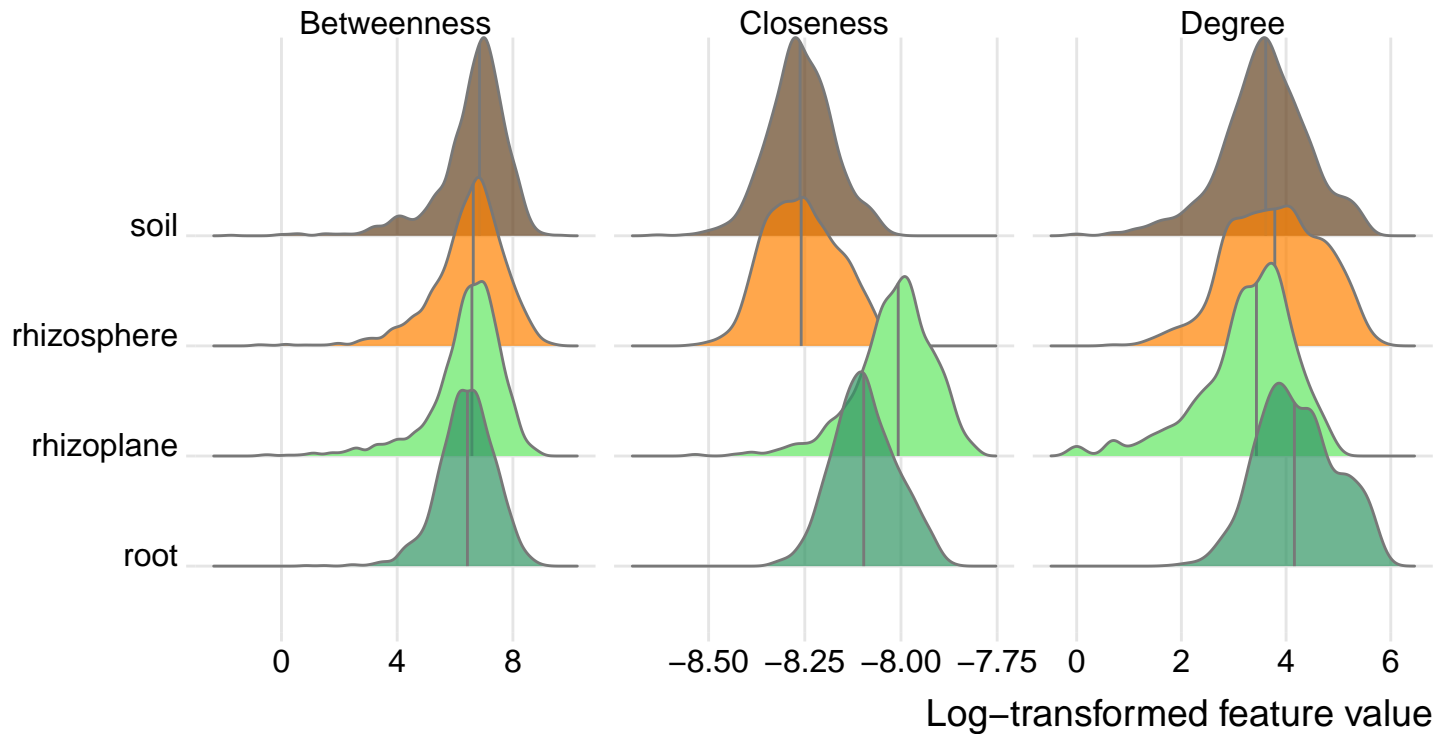 Betweenness Closeness Degree
soil
rhizosphere
rhizoplane
root
0 4 8 −8.50 −8.25 −8.00 −7.75 0 2 4 6
Log−transformed feature value